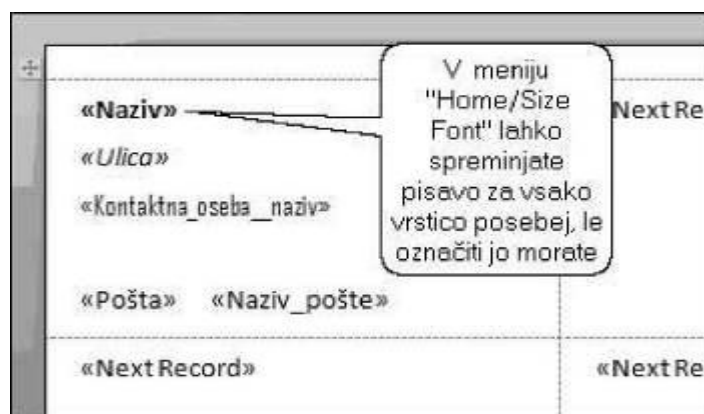 «Naziv»
«Ulica»
«Kontaktna_oseba__naziv»
«Pošta» «Naziv_pošte»
«Next Record»
V meniju
"Home/Size
Font" lahko
spreminjate
pisavo za vsako
vrstico posebej, le
označiti jo morate
Next Re
«Next Re